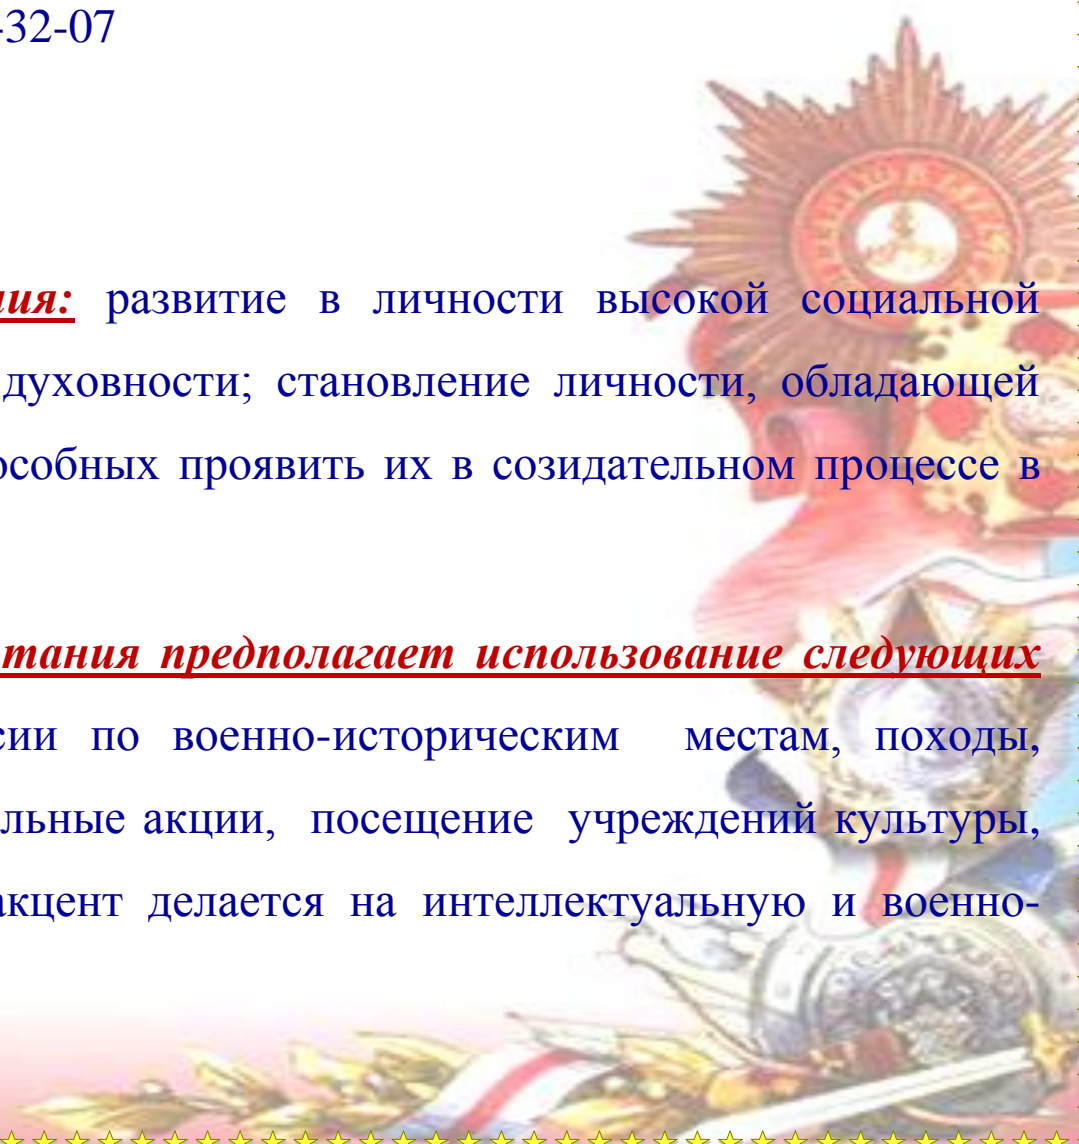 -32-07
ния: развитие в личности высокой социальной
духовности; становление личности, обладающей
особных проявить их в созидательном процессе в
тания предполагает использование следующих
сии по военно-историческим местам, походы,
льные акции, посещение учреждений культуры,
акцент делается на интеллектуальную и военно-